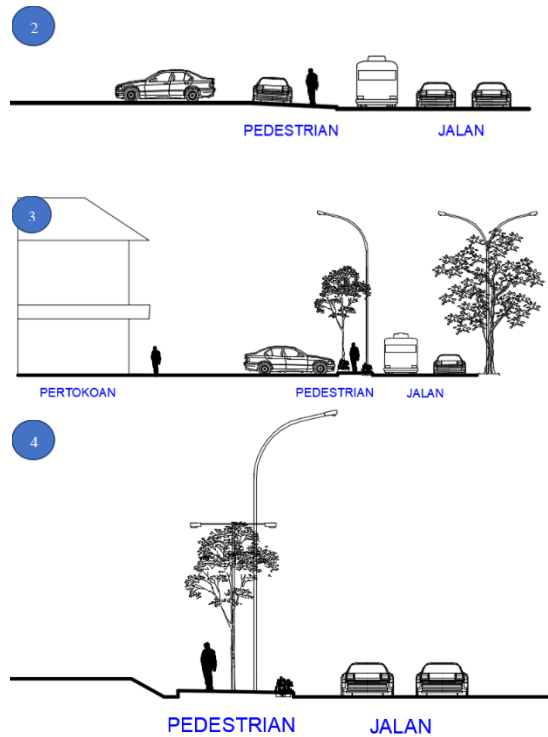 2
PEDESTRIAN JALAN
3
PERTOKOAN PEDESTRIAN JALAN
4
PEDESTRIAN JALAN